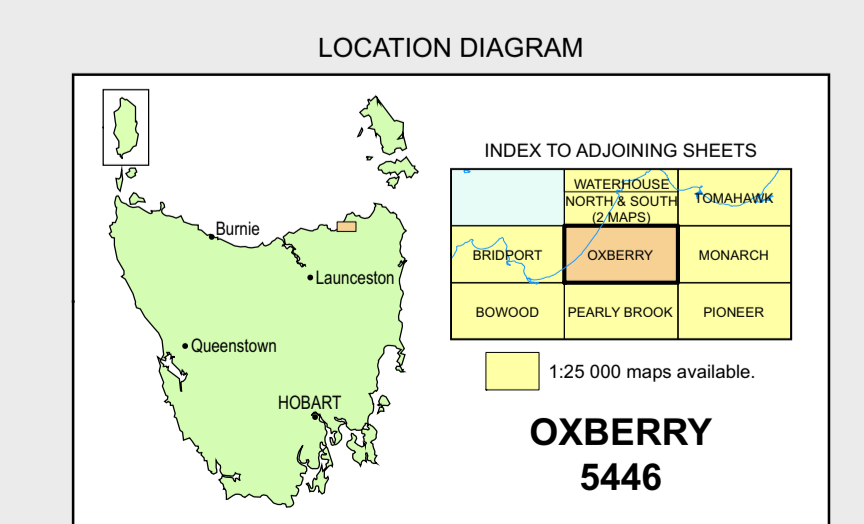 LOCATION DIAGRAM
INDEX TO ADJOINING SHEETS
WATERHOUSE
NORTH & SOUTH
(2 MAPS)
TOMAHAWK
BRIDPORT
OXBERRY
MONARCH
BOWOOD
PEARLY BROOK
PIONEER
1:25 000 maps available.
Burnie
Launceston
Queenstown
HOBART
OXBERRY
5446